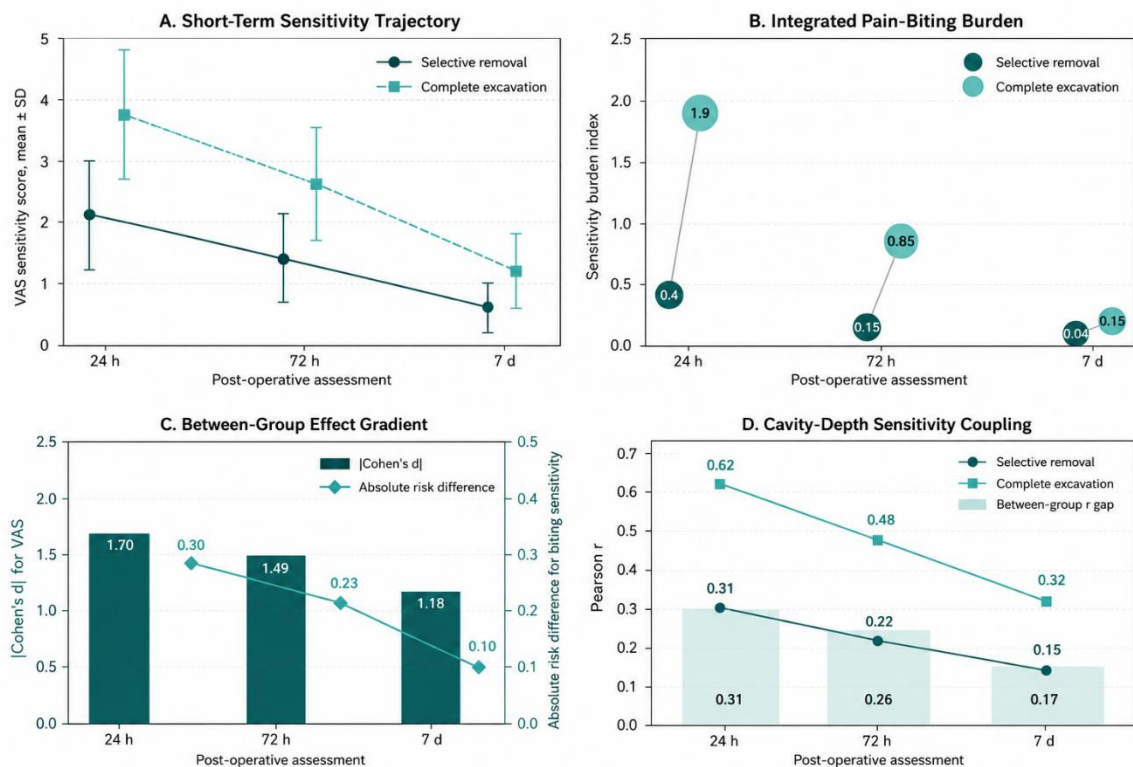 A. Short-Term Sensitivity Trajectory
VAS sensitivity score, mean ± SD
5
4
3
2
1
0
Selective removal
Complete excavation
24 h
72 h
7 d
Post-operative assessment
B. Integrated Pain-Biting Burden
Sensitivity burden index
2.5
2.0
1.5
1.0
0.5
0.0
Selective removal
Complete excavation
1.9
0.4
0.85
0.15
0.04
0.15
24 h
72 h
7 d
Post-operative assessment
C. Between-Group Effect Gradient
|Cohen's d| for VAS
2.5
2.0
1.5
1.0
0.5
0.0
|Cohen's d|
Absolute risk difference
1.70
0.30
1.49
0.23
1.18
0.10
0.5
0.4
0.3
0.2
0.1
0.0
Absolute risk difference for biting sensitivity
24 h
72 h
7 d
Post-operative assessment
D. Cavity-Depth Sensitivity Coupling
Pearson r
0.7
0.6
0.5
0.4
0.3
0.2
0.1
0.0
Selective removal
Complete excavation
Between-group r gap
0.62
0.48
0.32
0.31
0.22
0.15
0.31
0.26
0.17
24 h
72 h
7 d
Post-operative assessment